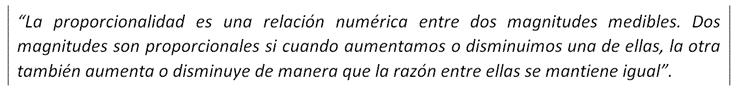 “La proporcionalidad es una relación numérica entre dos magnitudes medibles. Dos
magnitudes son proporcionales si cuando aumentamos o disminuimos una de ellas, la otra
también aumenta o disminuye de manera que la razón entre ellas se mantiene igual”.